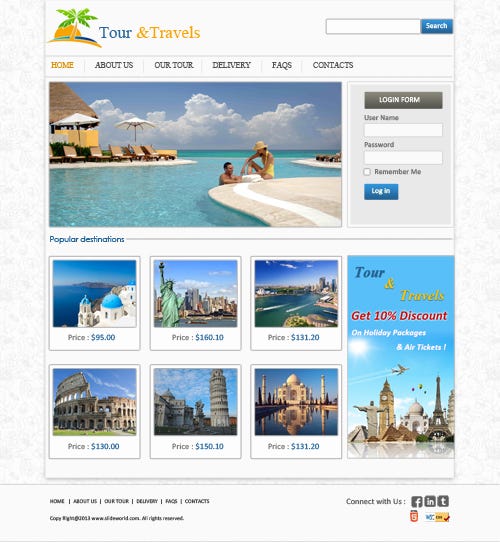 Tour &Travels
Search
HOME ABOUT US OUR TOUR DELIVERY FAQS CONTACTS
LOGIN FORM
User Name
Password
Remember Me
Log in
Popular destinations
Price : $95.00 Price : $160.10 Price : $131.20
Tour
&
Travels
Get 10% Discount
On Holiday Packages
& Air Tickets !
Price : $130.00 Price : $150.10 Price : $131.20
HOME | ABOUT US | OUR TOUR | DELIVERY | FAQS | CONTACTS
Copy Right@2013 www.slideworld.com. All rights reserved.
Connect with Us :